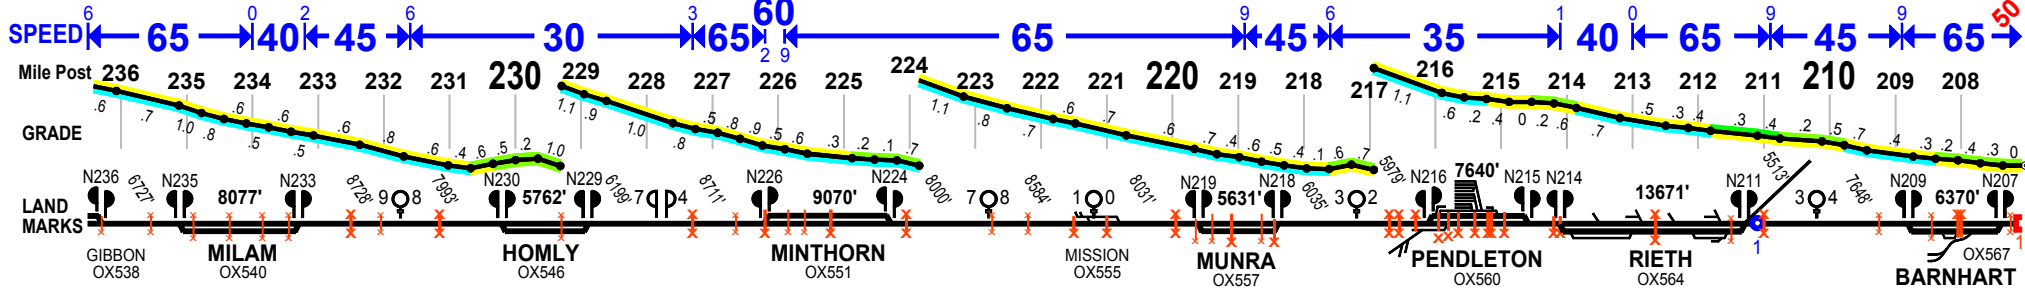 6 0 2 6 3 60 9 6 1 0 9 9 50
SPEED 65 40 45 30 65 2 9 65 45 35 40 65 45 65
Mile Post 236 235 234 233 232 231 230 229 228 227 226 225 224 223 222 221 220 219 218 217 216 215 214 213 212 211 210 209 208
GRADE .6 .7 1.0 .8 .6 .5 .5 .6 .8 .6 .4 .6 .5 .2 1.0 1.1 .9 1.0 .8 .5 .8 .9 .5 .6 .3 .2 .1 .7 1.1 .8 .7 .6 .7 .6 .7 .4 .6 .5 .4 .1 .6 .7 1.1 .6 .2 .4 0 .2 .6 .7 .5 .3 .4 .3 .4 .2 .5 .7 .4 .3 .2 .4 .3 0
N236 6727' N235 8077' N233 8728' 9 8 7993' N230 5762' N229 6199' 7 4 8711' N226 9070' N224 8000' 7 8 8584' 1 0 8031' N219 5631' N218 6035' 3 2 5979' N216 7640' N215 N214 13671' N211 5513' 3 4 7648' N209 6370' N207
LAND
MARKS
1 1
GIBBON MILAM HOMLY MINTHORN MISSION MUNRA PENDLETON RIETH BARNHART
OX538 OX540 OX546 OX551 OX555 OX557 OX560 OX564 OX567